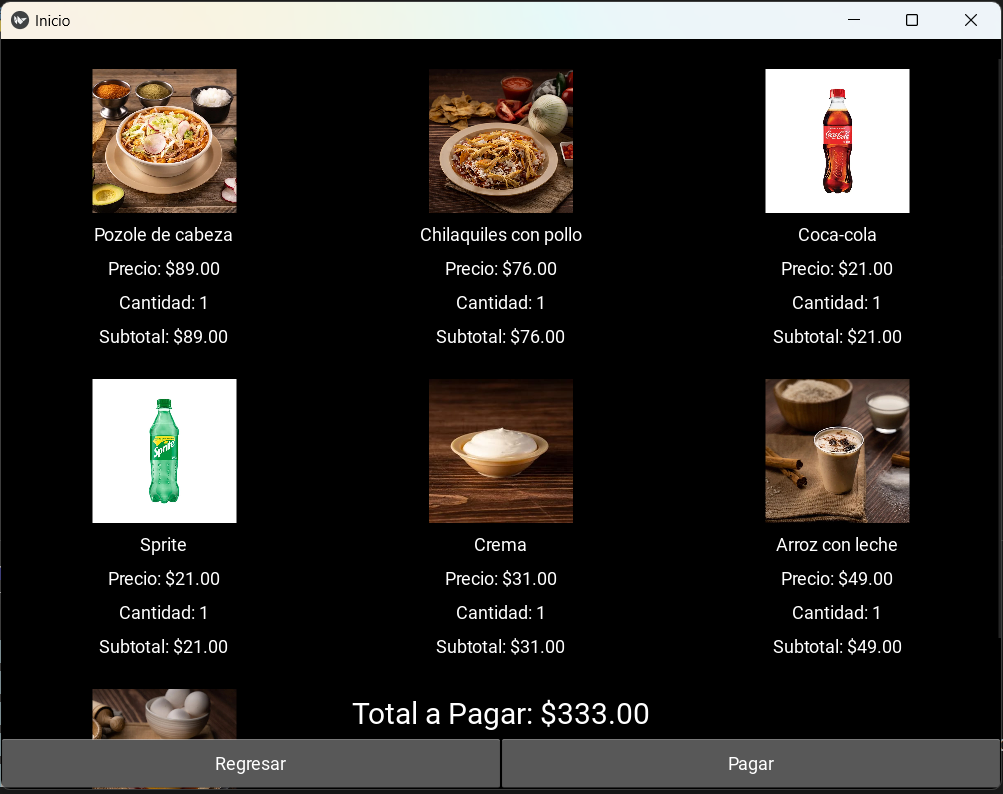 Inicio
Pozole de cabeza
Precio: $89.00
Cantidad: 1
Subtotal: $89.00
Chilaquiles con pollo
Precio: $76.00
Cantidad: 1
Subtotal: $76.00
Coca-Cola
Coca-cola
Precio: $21.00
Cantidad: 1
Subtotal: $21.00
Sprite
Sprite
Precio: $21.00
Cantidad: 1
Subtotal: $21.00
Crema
Precio: $31.00
Cantidad: 1
Subtotal: $31.00
Arroz con leche
Precio: $49.00
Cantidad: 1
Subtotal: $49.00
Total a Pagar: $333.00
Regresar
Pagar